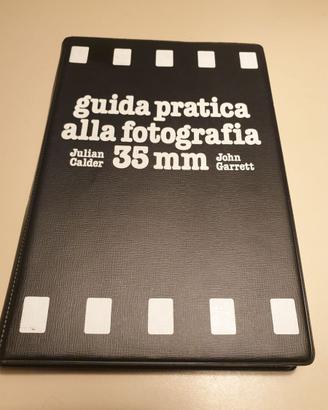 guida pratica
alla fotografia
Julian Calder 35 mm John Garrett